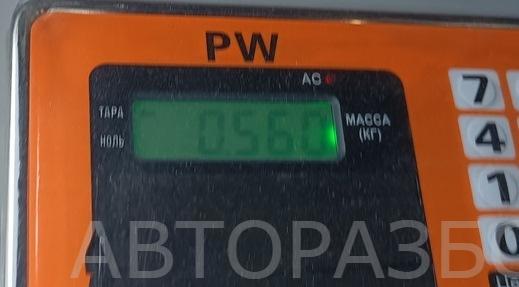 PW
AC
ТАРА
НОЛЬ
0.560
МАССА
(КГ)
7
4
1
0
АВТОРАЗБ